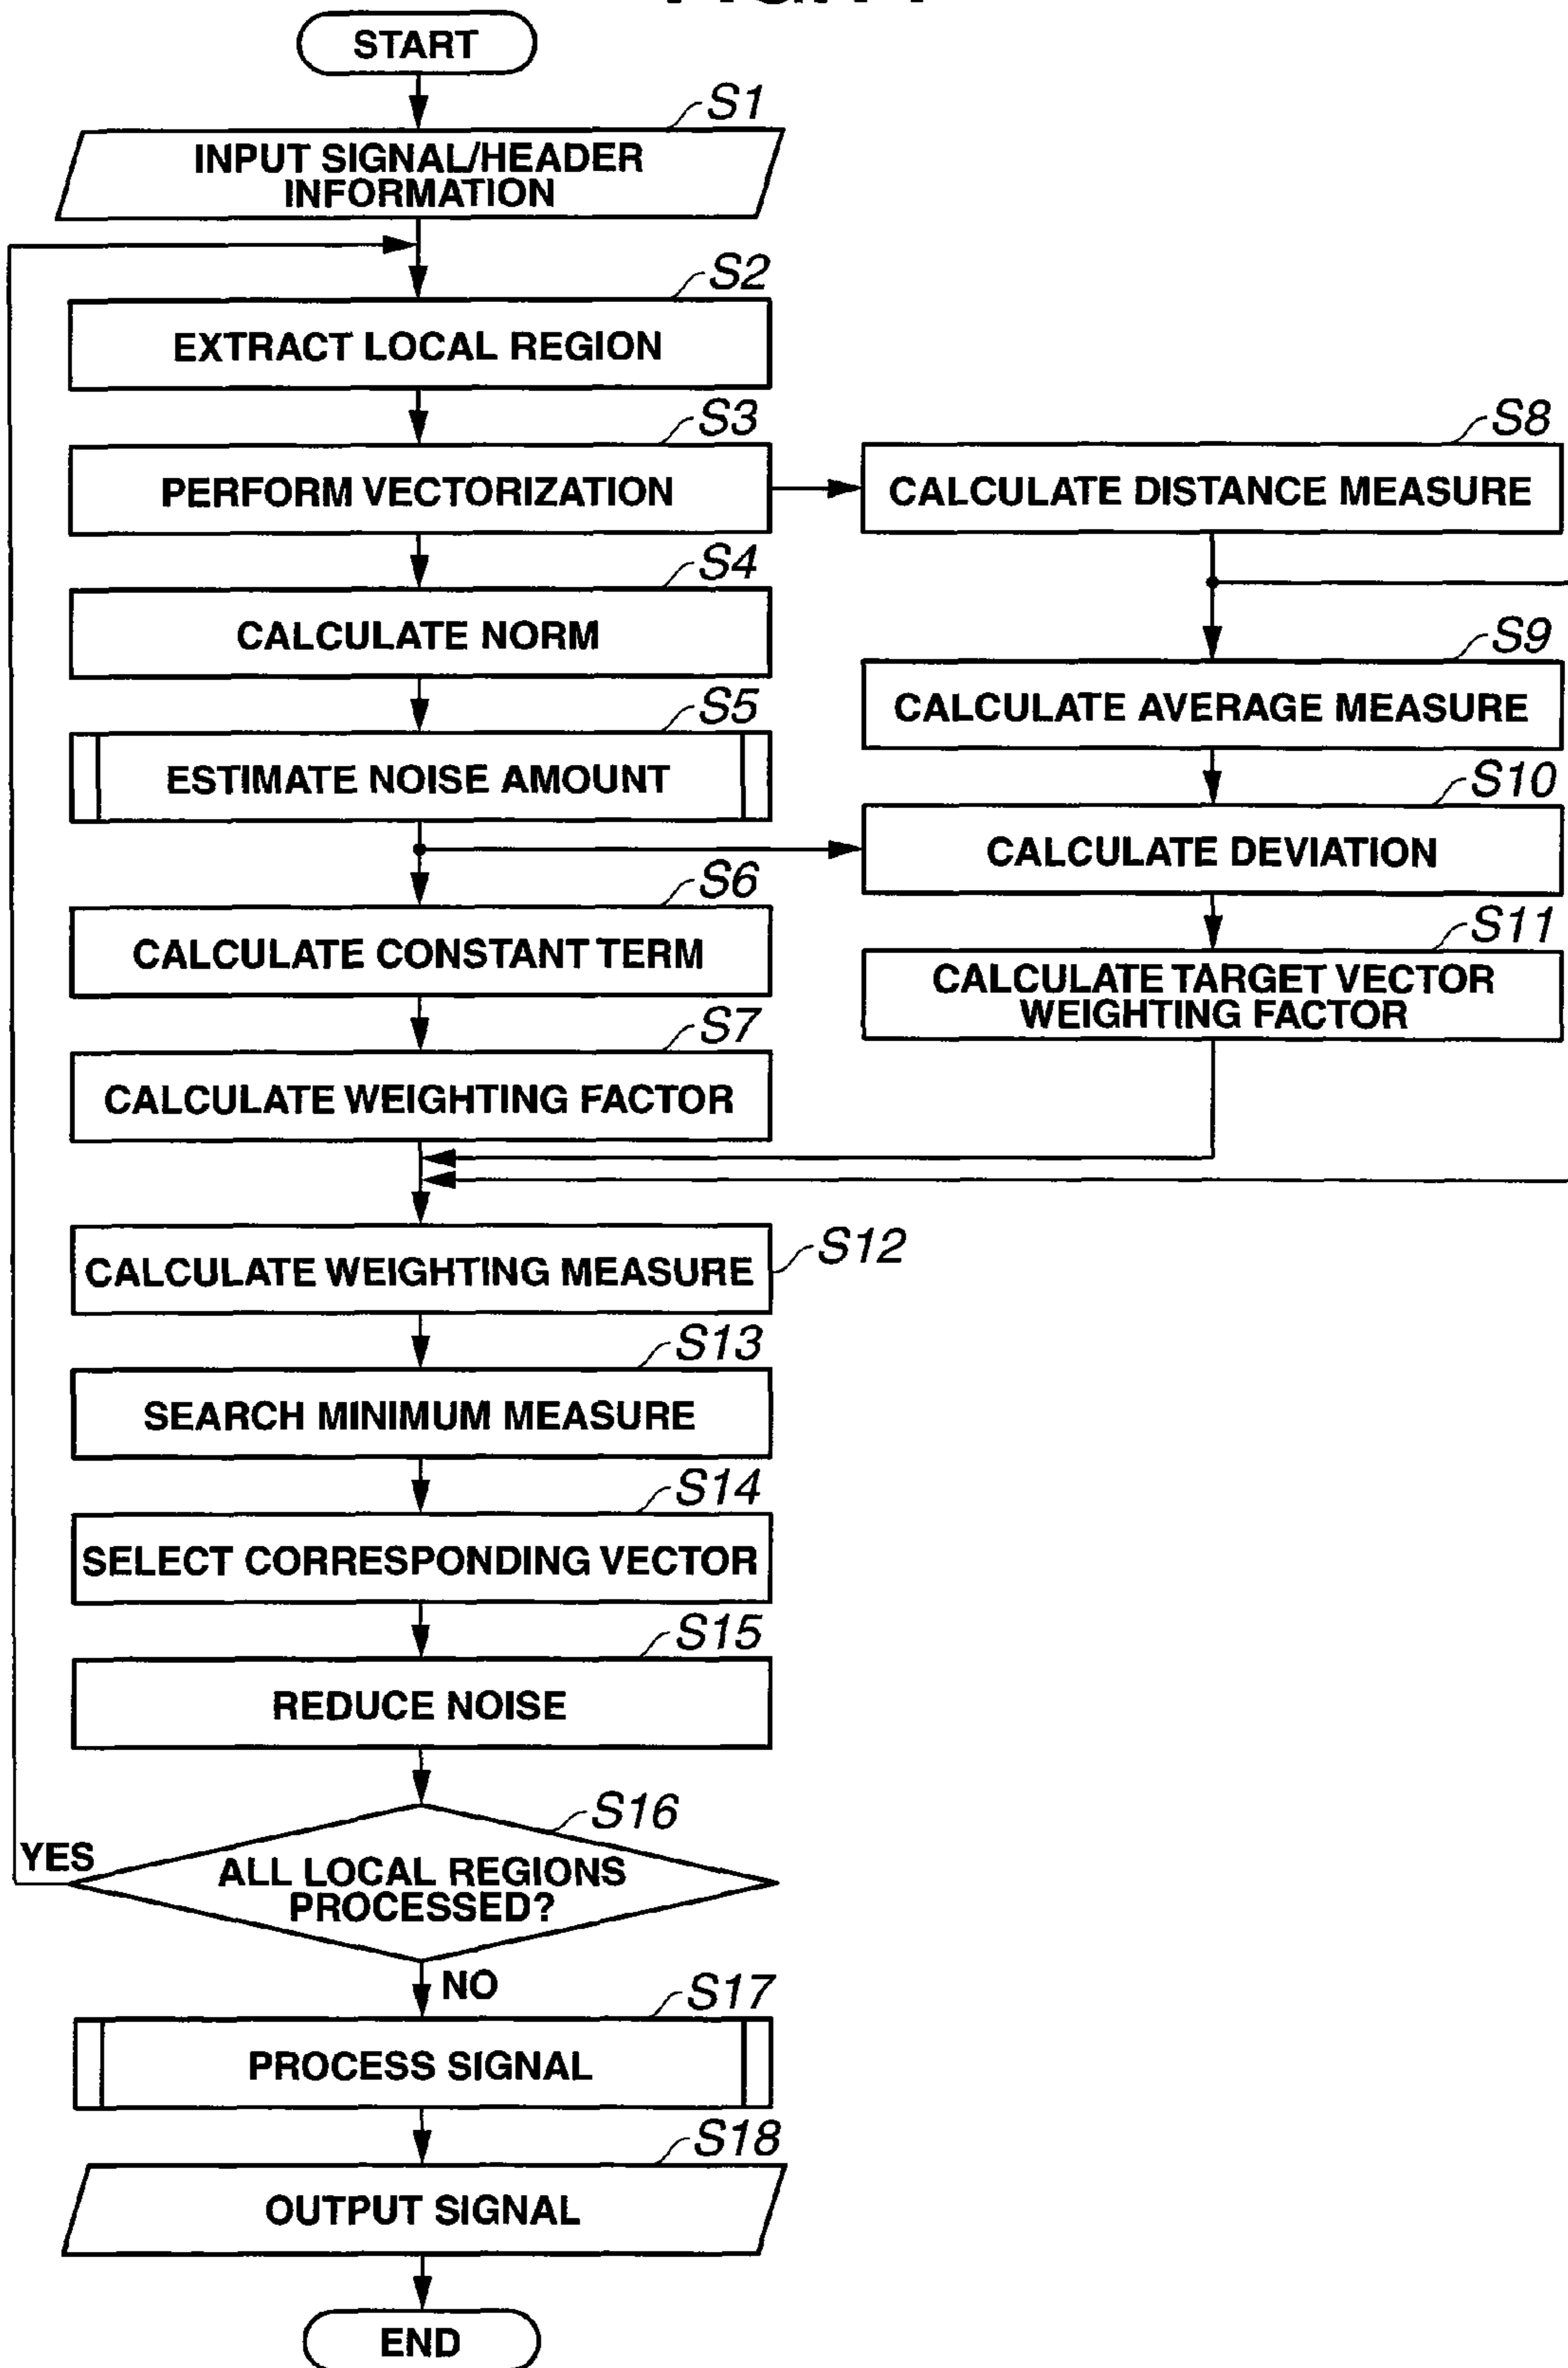 START
S1
INPUT SIGNAL/HEADER
INFORMATION
S2
EXTRACT LOCAL REGION
S3
PERFORM VECTORIZATION
S8
CALCULATE DISTANCE MEASURE
S4
CALCULATE NORM
S9
CALCULATE AVERAGE MEASURE
S5
ESTIMATE NOISE AMOUNT
S10
CALCULATE DEVIATION
S6
CALCULATE CONSTANT TERM
S11
CALCULATE TARGET VECTOR
WEIGHTING FACTOR
S7
CALCULATE WEIGHTING FACTOR
S12
CALCULATE WEIGHTING MEASURE
S13
SEARCH MINIMUM MEASURE
S14
SELECT CORRESPONDING VECTOR
S15
REDUCE NOISE
S16
YES
ALL LOCAL REGIONS
PROCESSED?
NO
S17
PROCESS SIGNAL
S18
OUTPUT SIGNAL
END